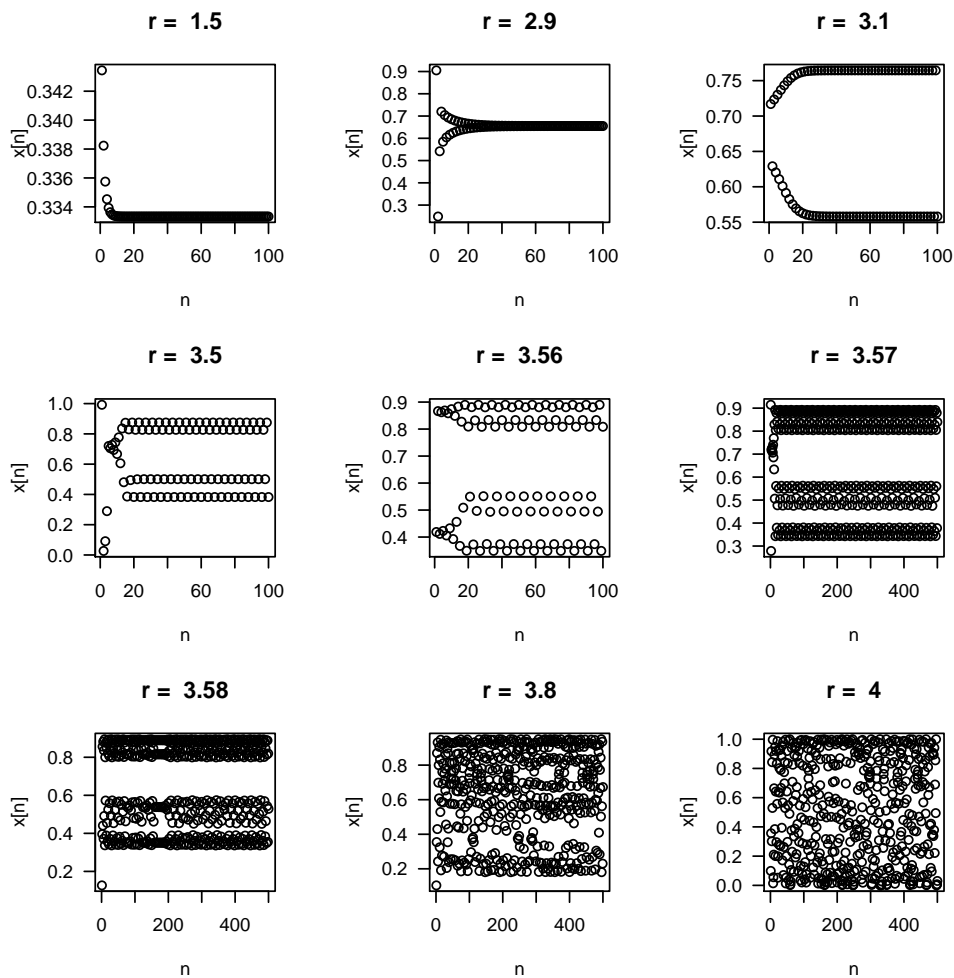 r = 1.5
r = 2.9
r = 3.1
x[n]
0.342
0.340
0.338
0.336
0.334
0 20 60 100
n
x[n]
0.9
0.8
0.7
0.6
0.5
0.4
0.3
0 20 60 100
n
x[n]
0.75
0.70
0.65
0.60
0.55
0 20 60 100
n
r = 3.5
r = 3.56
r = 3.57
x[n]
1.0
0.8
0.6
0.4
0.2
0.0
0 20 60 100
n
x[n]
0.9
0.8
0.7
0.6
0.5
0.4
0 20 60 100
n
x[n]
0.9
0.8
0.7
0.6
0.5
0.4
0.3
0 200 400
n
r = 3.58
r = 3.8
r = 4
x[n]
0.8
0.6
0.4
0.2
0 200 400
n
x[n]
0.8
0.6
0.4
0.2
0 200 400
n
x[n]
1.0
0.8
0.6
0.4
0.2
0.0
0 200 400
n